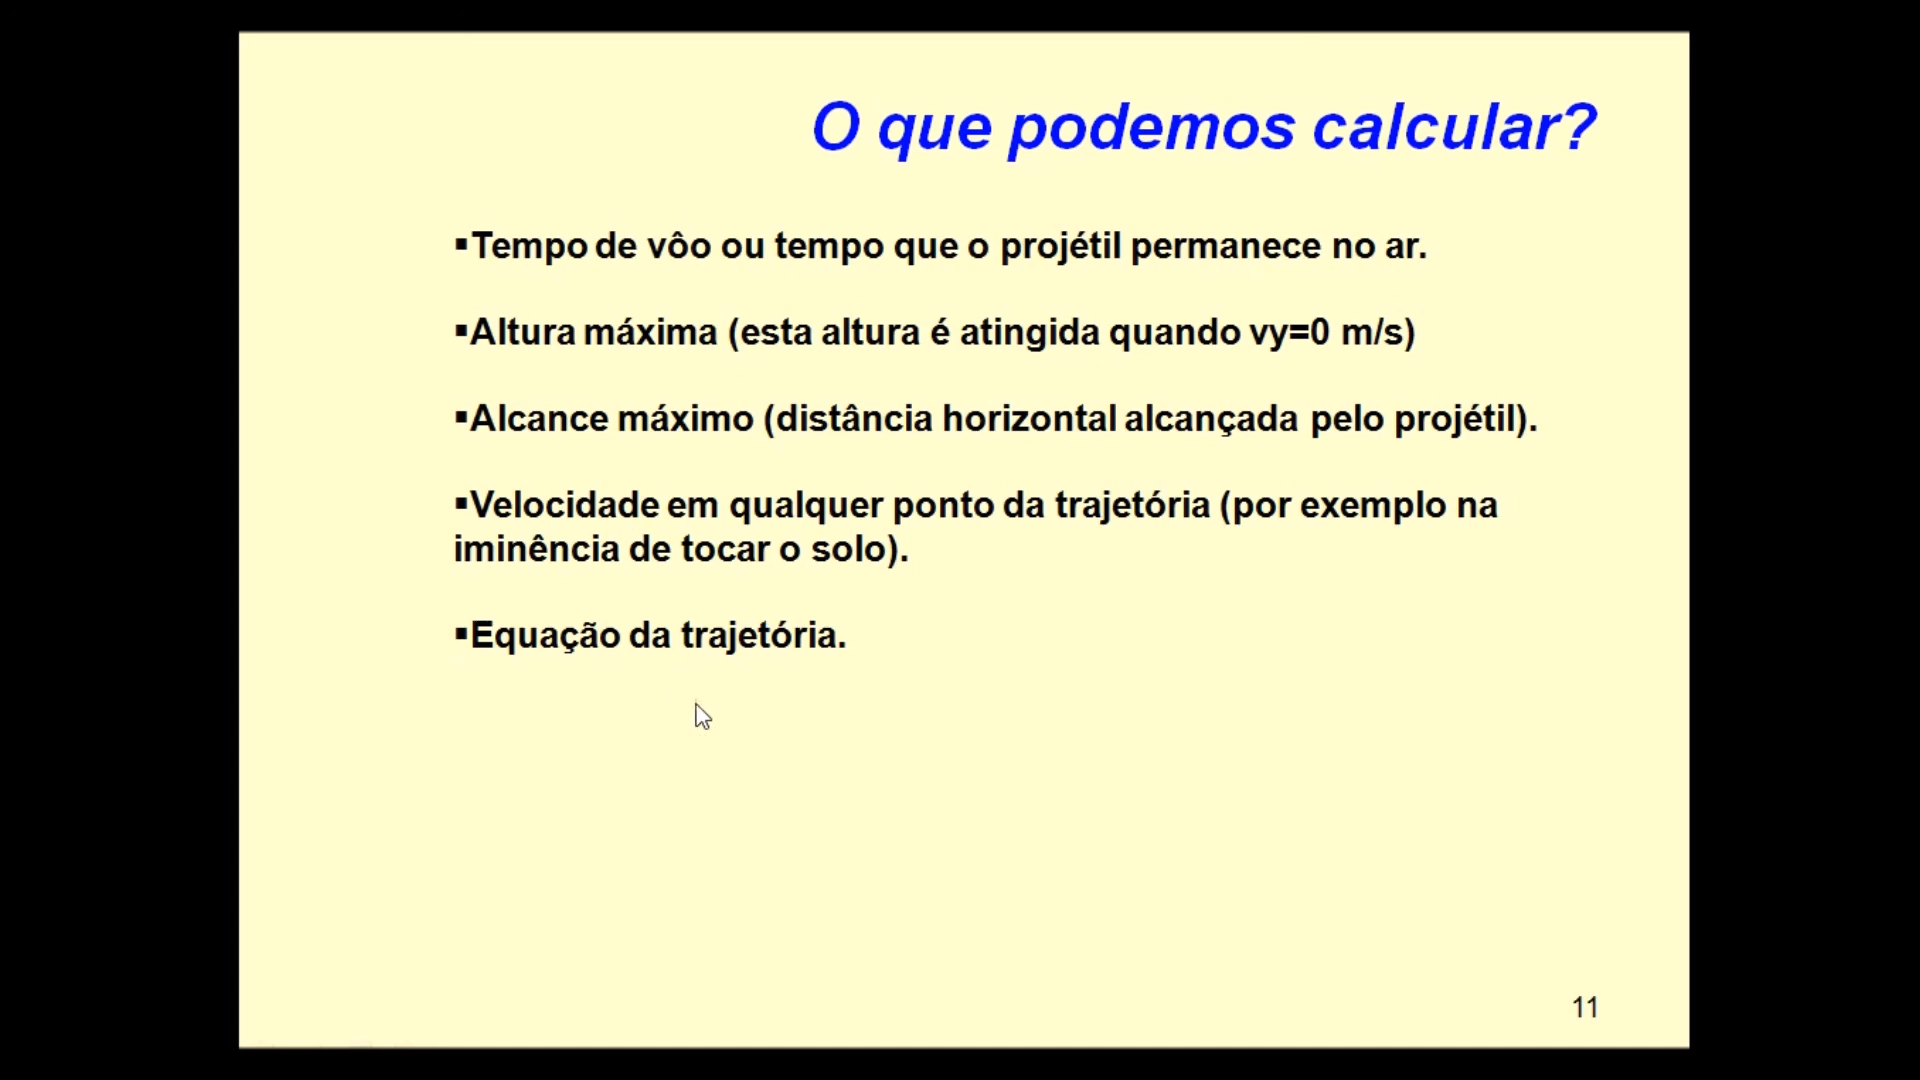 O que podemos calcular?
▪Tempo de vôo ou tempo que o projétil permanece no ar.
▪Altura máxima (esta altura é atingida quando vy=0 m/s)
▪Alcance máximo (distância horizontal alcançada pelo projétil).
▪Velocidade em qualquer ponto da trajetória (por exemplo na
iminência de tocar o solo).
▪Equação da trajetória.
11